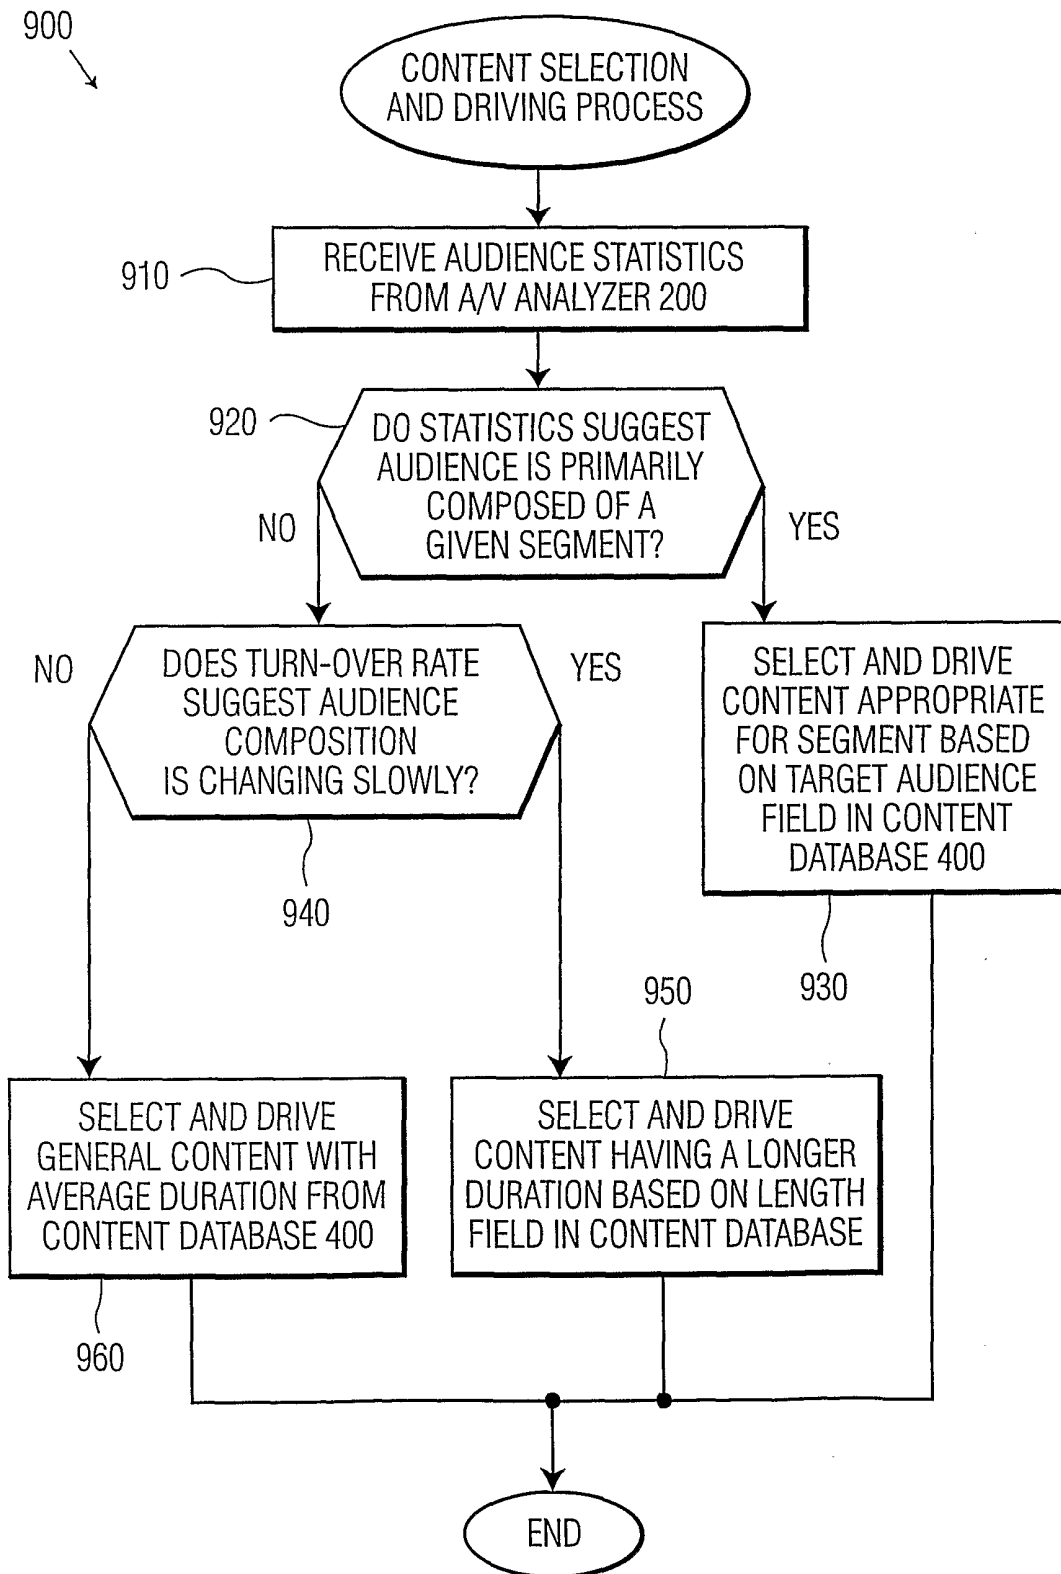 900
CONTENT SELECTION
AND DRIVING PROCESS
910
RECEIVE AUDIENCE STATISTICS
FROM A/V ANALYZER 200
920
DO STATISTICS SUGGEST
AUDIENCE IS PRIMARILY
COMPOSED OF A
GIVEN SEGMENT?
NO
YES
NO
DOES TURN-OVER RATE
SUGGEST AUDIENCE
COMPOSITION
IS CHANGING SLOWLY?
YES
940
SELECT AND DRIVE
CONTENT APPROPRIATE
FOR SEGMENT BASED
ON TARGET AUDIENCE
FIELD IN CONTENT
DATABASE 400
930
950
SELECT AND DRIVE
GENERAL CONTENT WITH
AVERAGE DURATION FROM
CONTENT DATABASE 400
960
SELECT AND DRIVE
CONTENT HAVING A LONGER
DURATION BASED ON LENGTH
FIELD IN CONTENT DATABASE
END